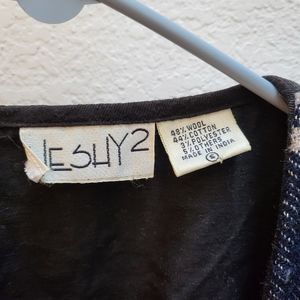 IESHY2
48% WOOL
44% COTTON
3% POLYESTER
5% OTHERS
MADE IN INDIA
S